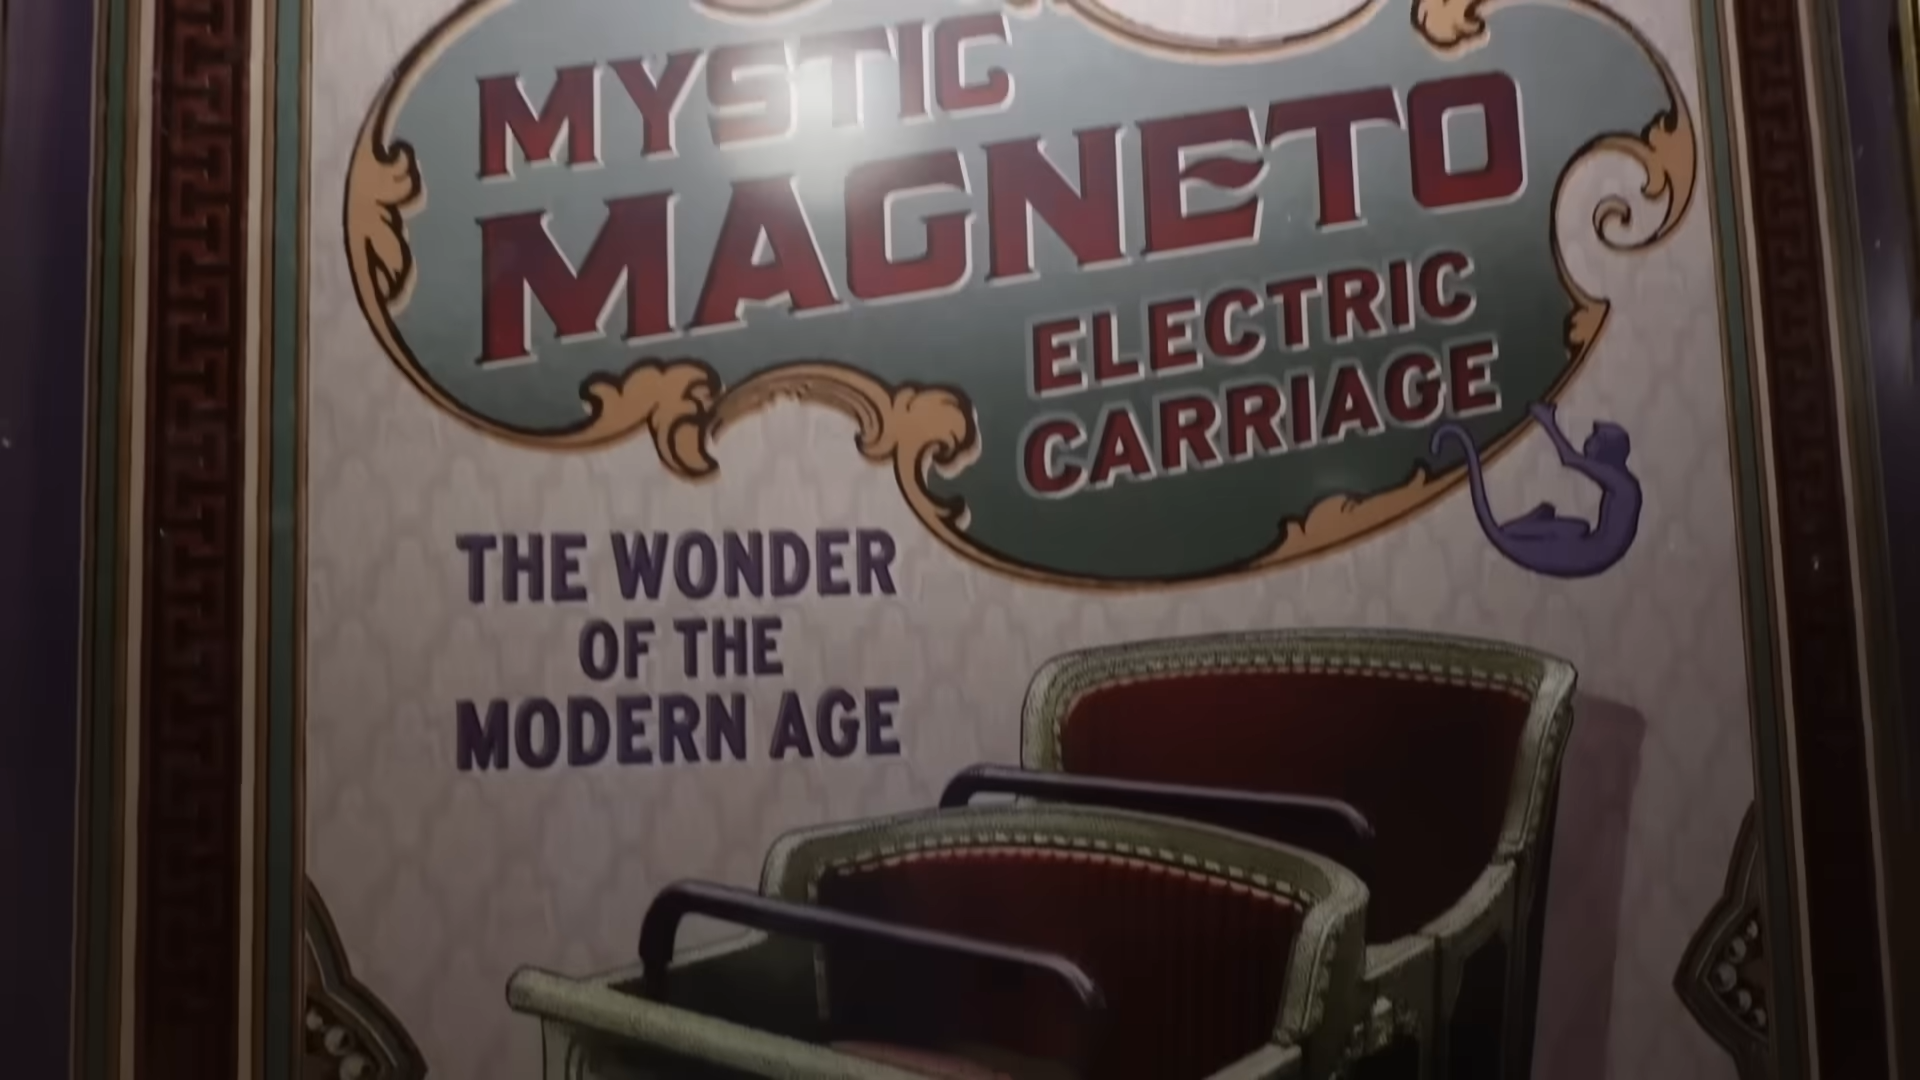 MYSTIC
MAGNETO
ELECTRIC
CARRIAGE
THE WONDER
OF THE
MODERN AGE